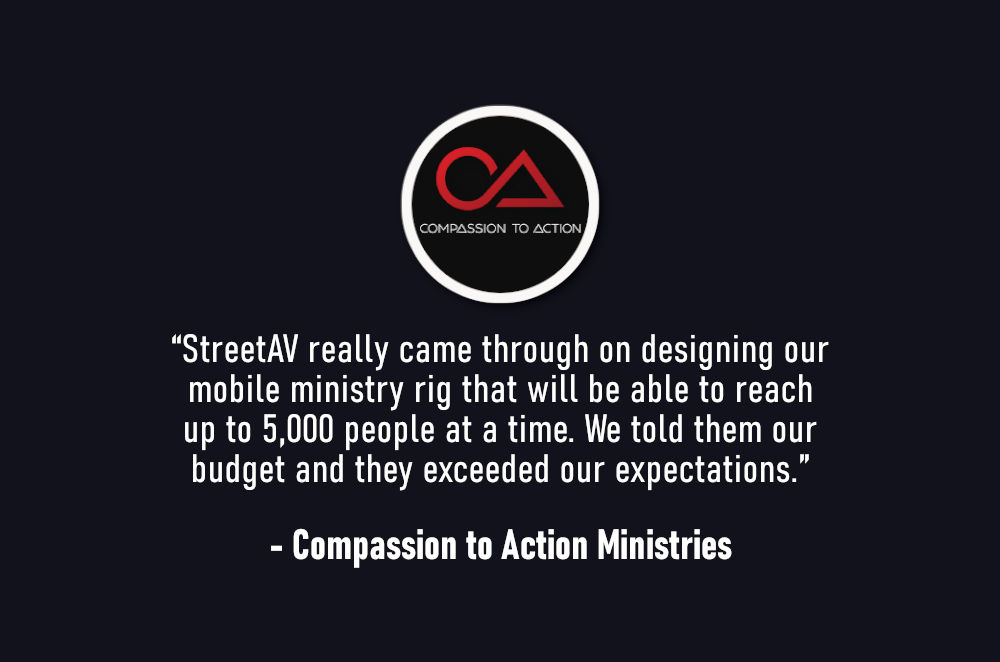 COMPASSION TO ACTION
“StreetAV really came through on designing our
mobile ministry rig that will be able to reach
up to 5,000 people at a time. We told them our
budget and they exceeded our expectations.”
- Compassion to Action Ministries